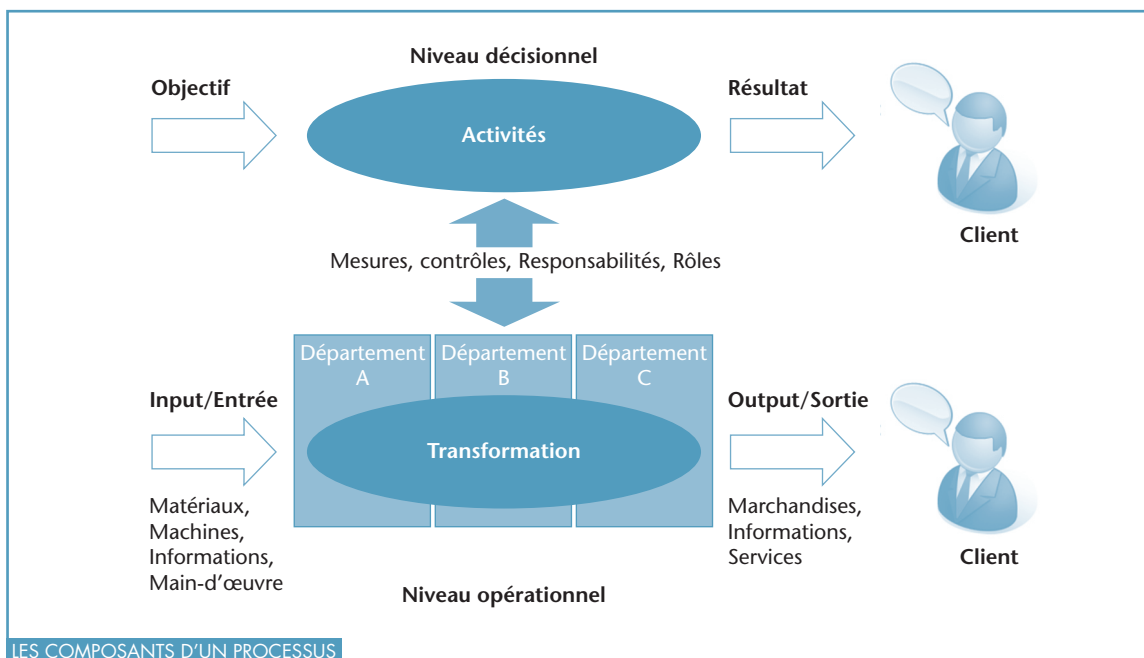 Niveau décisionnel
Objectif
Activités
Résultat
Client
Mesures, contrôles, Responsabilités, Rôles
Département
A
Département
B
Département
C
Input/Entrée
Transformation
Output/Sortie
Matériaux,
Machines,
Informations,
Main-d’œuvre
Marchandises,
Informations,
Services
Client
Niveau opérationnel
LES COMPOSANTS D’UN PROCESSUS